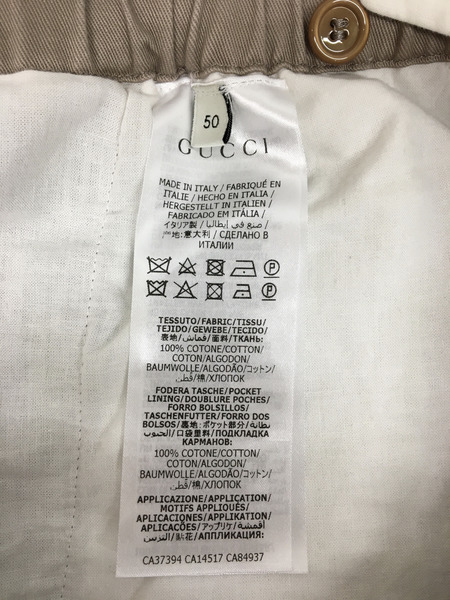 50
GUCCI
MADE IN ITALY / FABRIQUÉ EN
ITALIE / HECHO EN ITALIA /
HERGESTELLT IN ITALIEN /
FABRICADO EM ITÁLIA /
イタリア製 / صنع في إيطاليا /
产地: 意大利 / СДЕЛАНО В
ИТАЛИИ
P
P
TESSUTO/FABRIC/TISSU/
TEJIDO/GEWEBE/TECIDO/
表地/قماش/面料/ТКАНЬ:
100% COTONE/COTTON/
COTON/ALGODON/
BAUMWOLLE/ALGODÃO/コットン
/قطن/棉/ХЛОПОК
FODERA TASCHE/POCKET
LINING/DOUBLURE POCHES/
FORRO BOLSILLOS/
TASCHENFUTTER/FORRO DOS
BOLSOS/裏地: ポケット部分/بطانة
الجيوب/口袋里料/ПОДКЛАДКА
КАРМАНОВ:
100% COTONE/COTTON/
COTON/ALGODON/
BAUMWOLLE/ALGODÃO/コットン/
قطن/棉/ХЛОПОК
APPLICAZIONE/APPLICATION/
MOTIFS APPLIQUÉS/
APLICACIONES/APPLIKATION/
APLICAÇÕES/アップリケ/أقمشة
التزيين/贴花/АППЛИКАЦИЯ:
CA37394 CA14517 CA84937